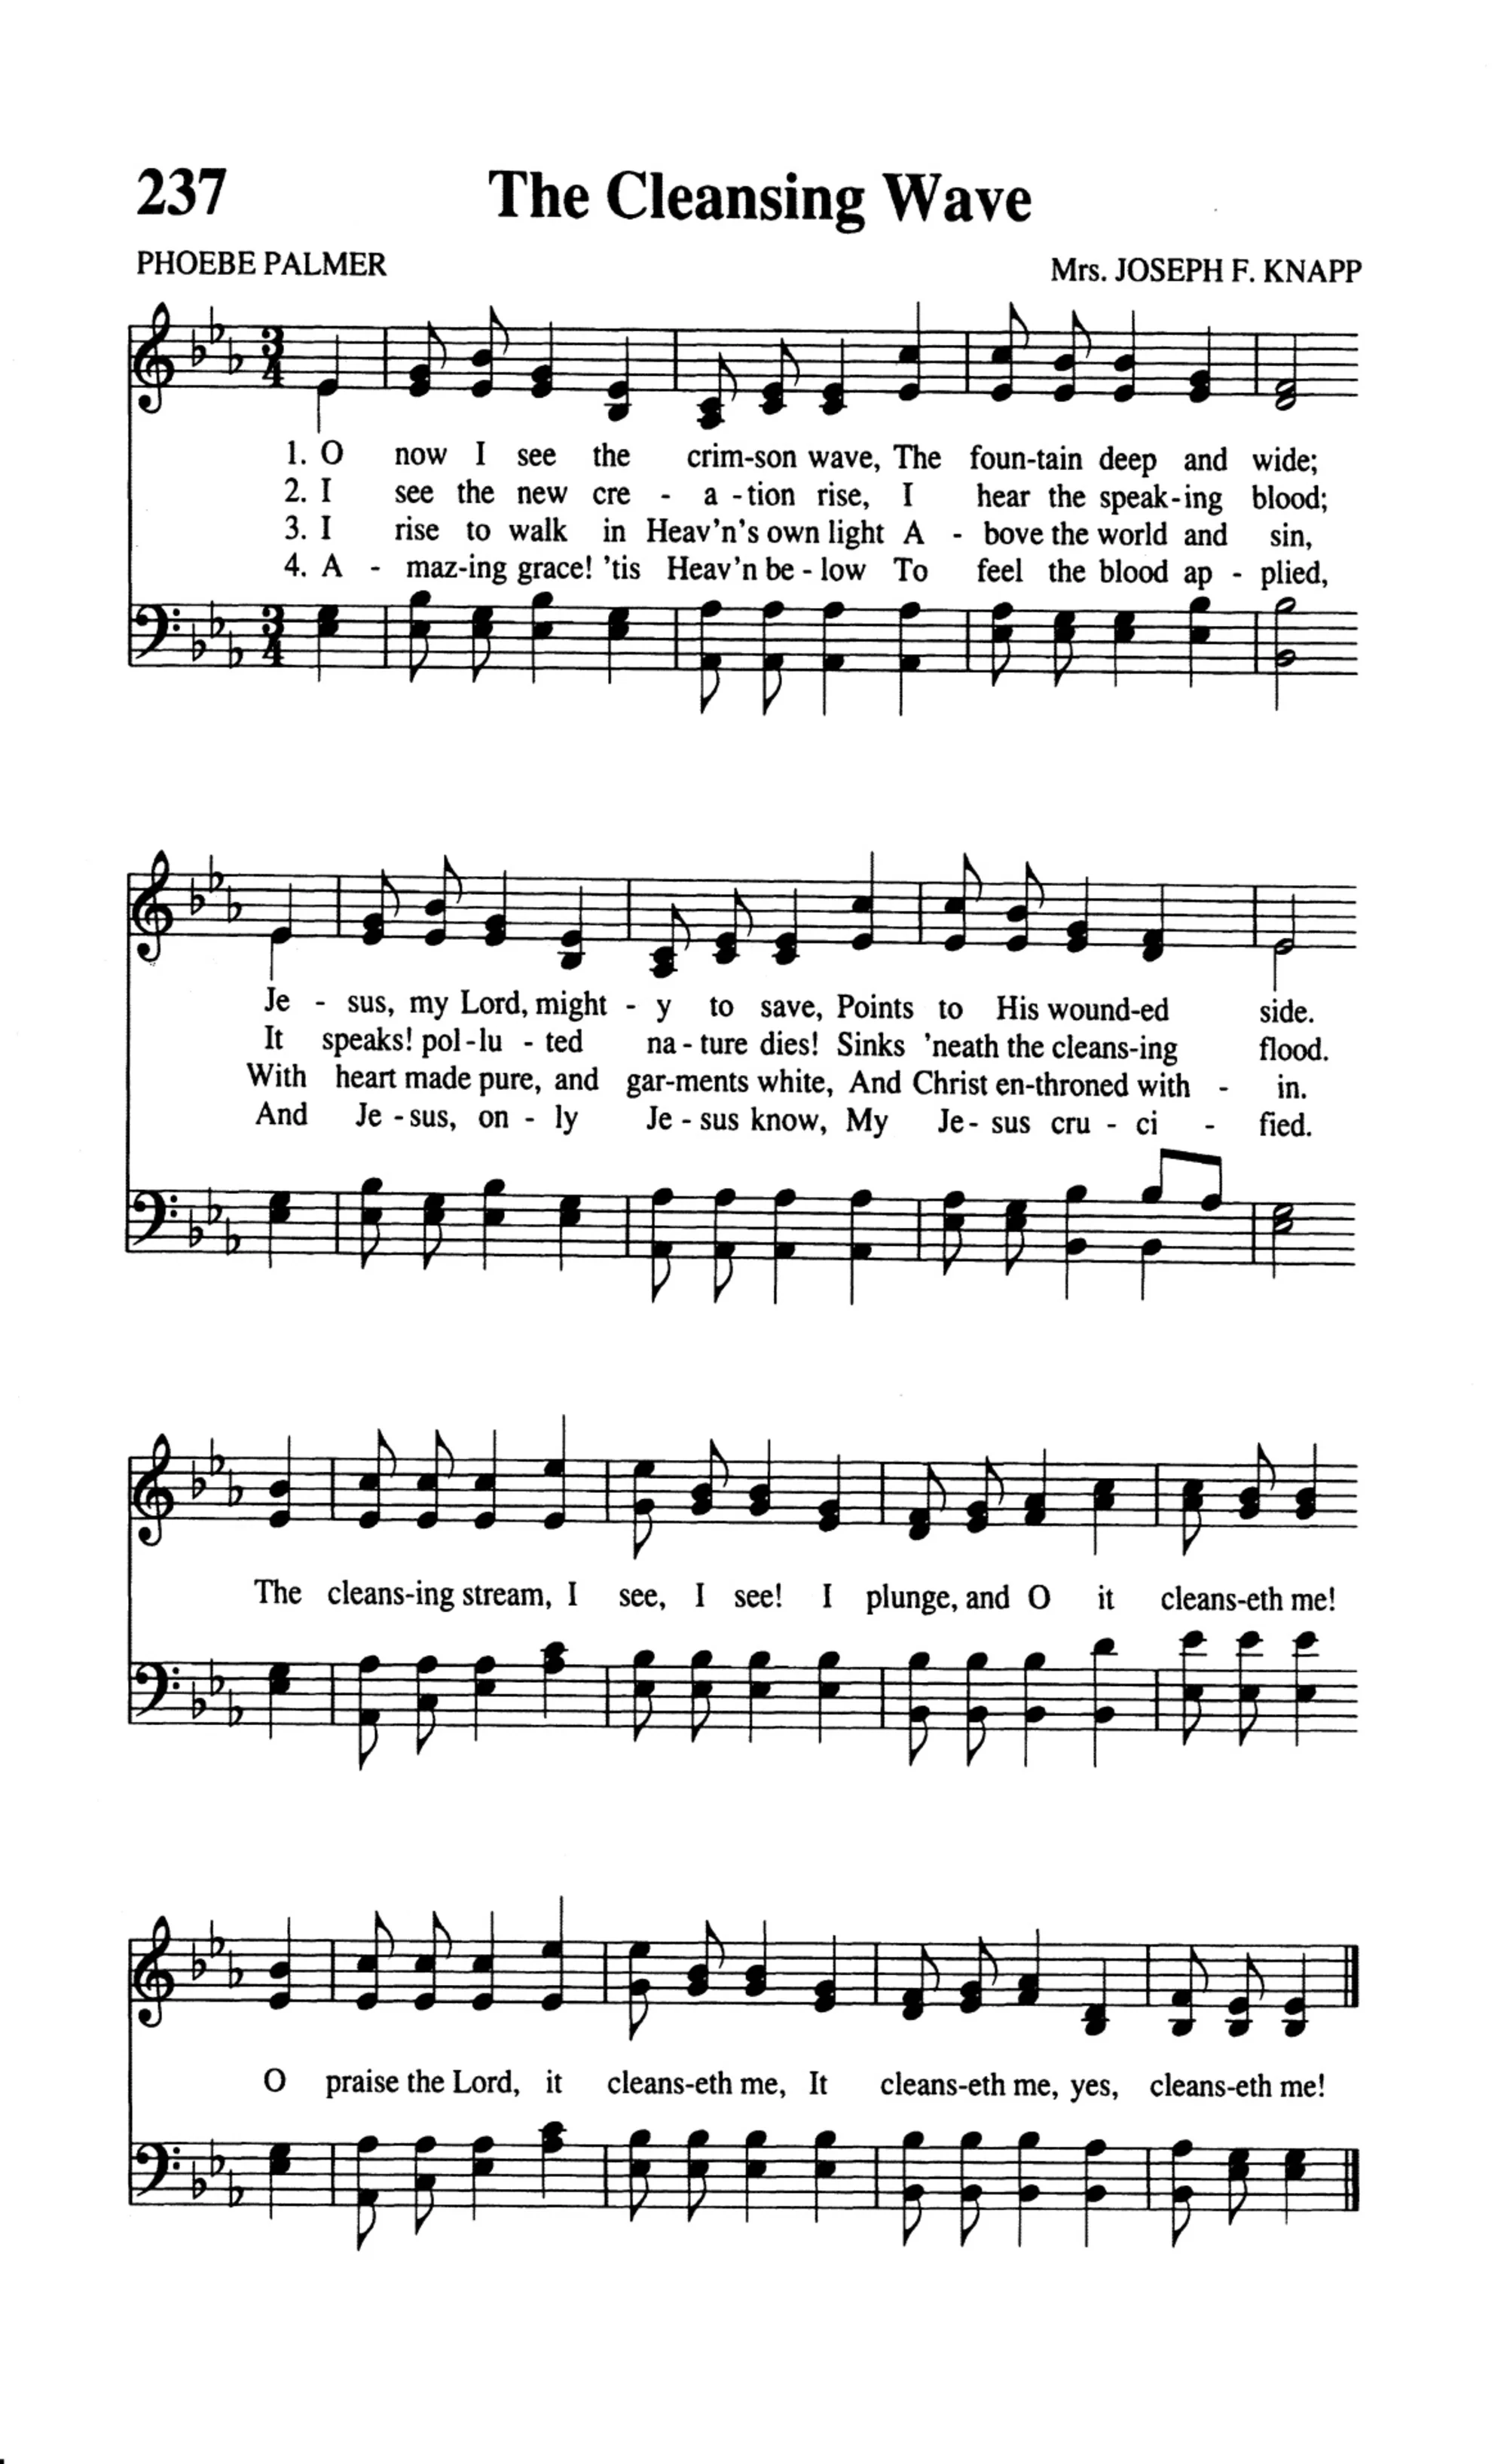 237 The Cleansing Wave
PHOEBE PALMER Mrs. JOSEPH F. KNAPP
3 4
1. O now I see the crim-son wave, The foun-tain deep and wide;
2. I see the new cre - a -tion rise, I hear the speak-ing blood;
3. I rise to walk in Heav'n's own light A - bove the world and sin,
4. A - maz-ing grace! 'tis Heav'n be - low To feel the blood ap - plied,
3 4
Je - sus, my Lord, might - y to save, Points to His wound-ed side.
It speaks! pol-lu - ted na - ture dies! Sinks 'neath the cleans-ing flood.
With heart made pure, and gar-ments white, And Christ en-throned with - in.
And Je - sus, on - ly Je - sus know, My Je - sus cru - ci - fied.
The cleans-ing stream, I see, I see! I plunge, and O it cleans-eth me!
O praise the Lord, it cleans-eth me, It cleans-eth me, yes, cleans-eth me!